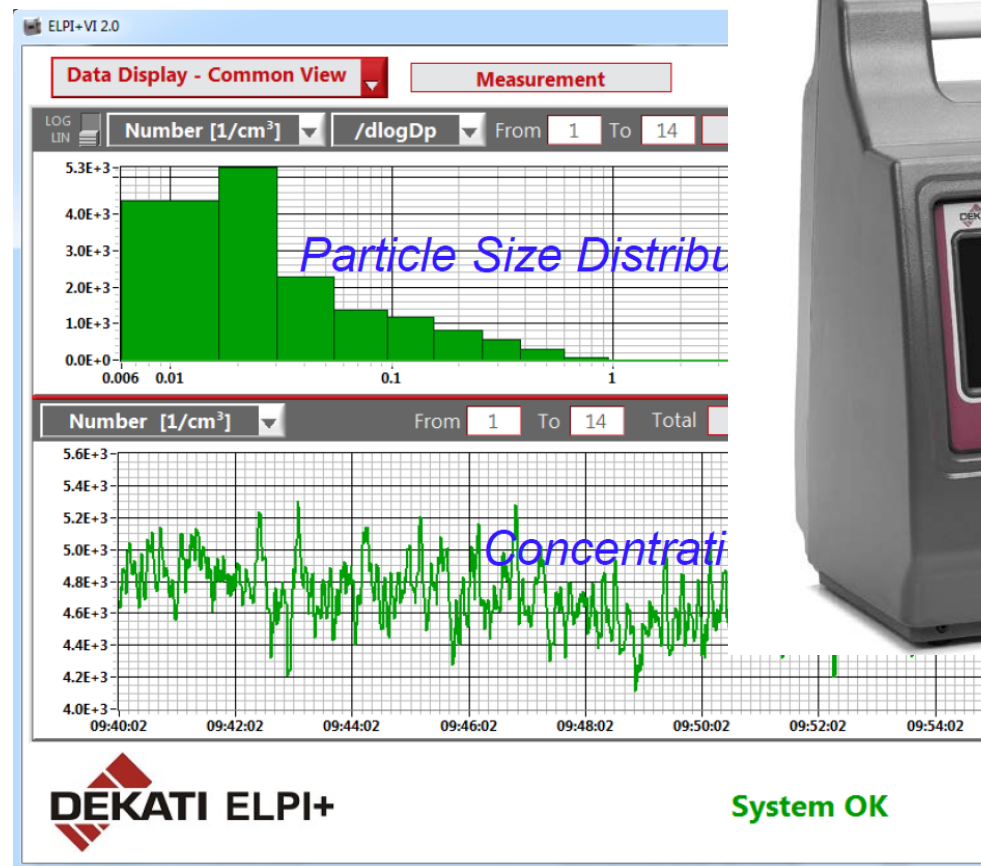 ELPI+VI 2.0
Data Display - Common View
Measurement
LOG
LIN
Number [1/cm³]
/dlogDp
From 1 To 14
5.3E+3
4.0E+3
3.0E+3
2.0E+3
1.0E+3
0.0E+0
Particle Size Distribu
0.006 0.01 0.1 1
Number [1/cm³]
From 1 To 14 Total
5.6E+3
5.4E+3
5.2E+3
5.0E+3
4.8E+3
4.6E+3
4.4E+3
4.2E+3
4.0E+3
Concentrati
09:40:02 09:42:02 09:44:02 09:46:02 09:48:02 09:50:02 09:52:02 09:54:02
DEKATI ELPI+
System OK
DEK